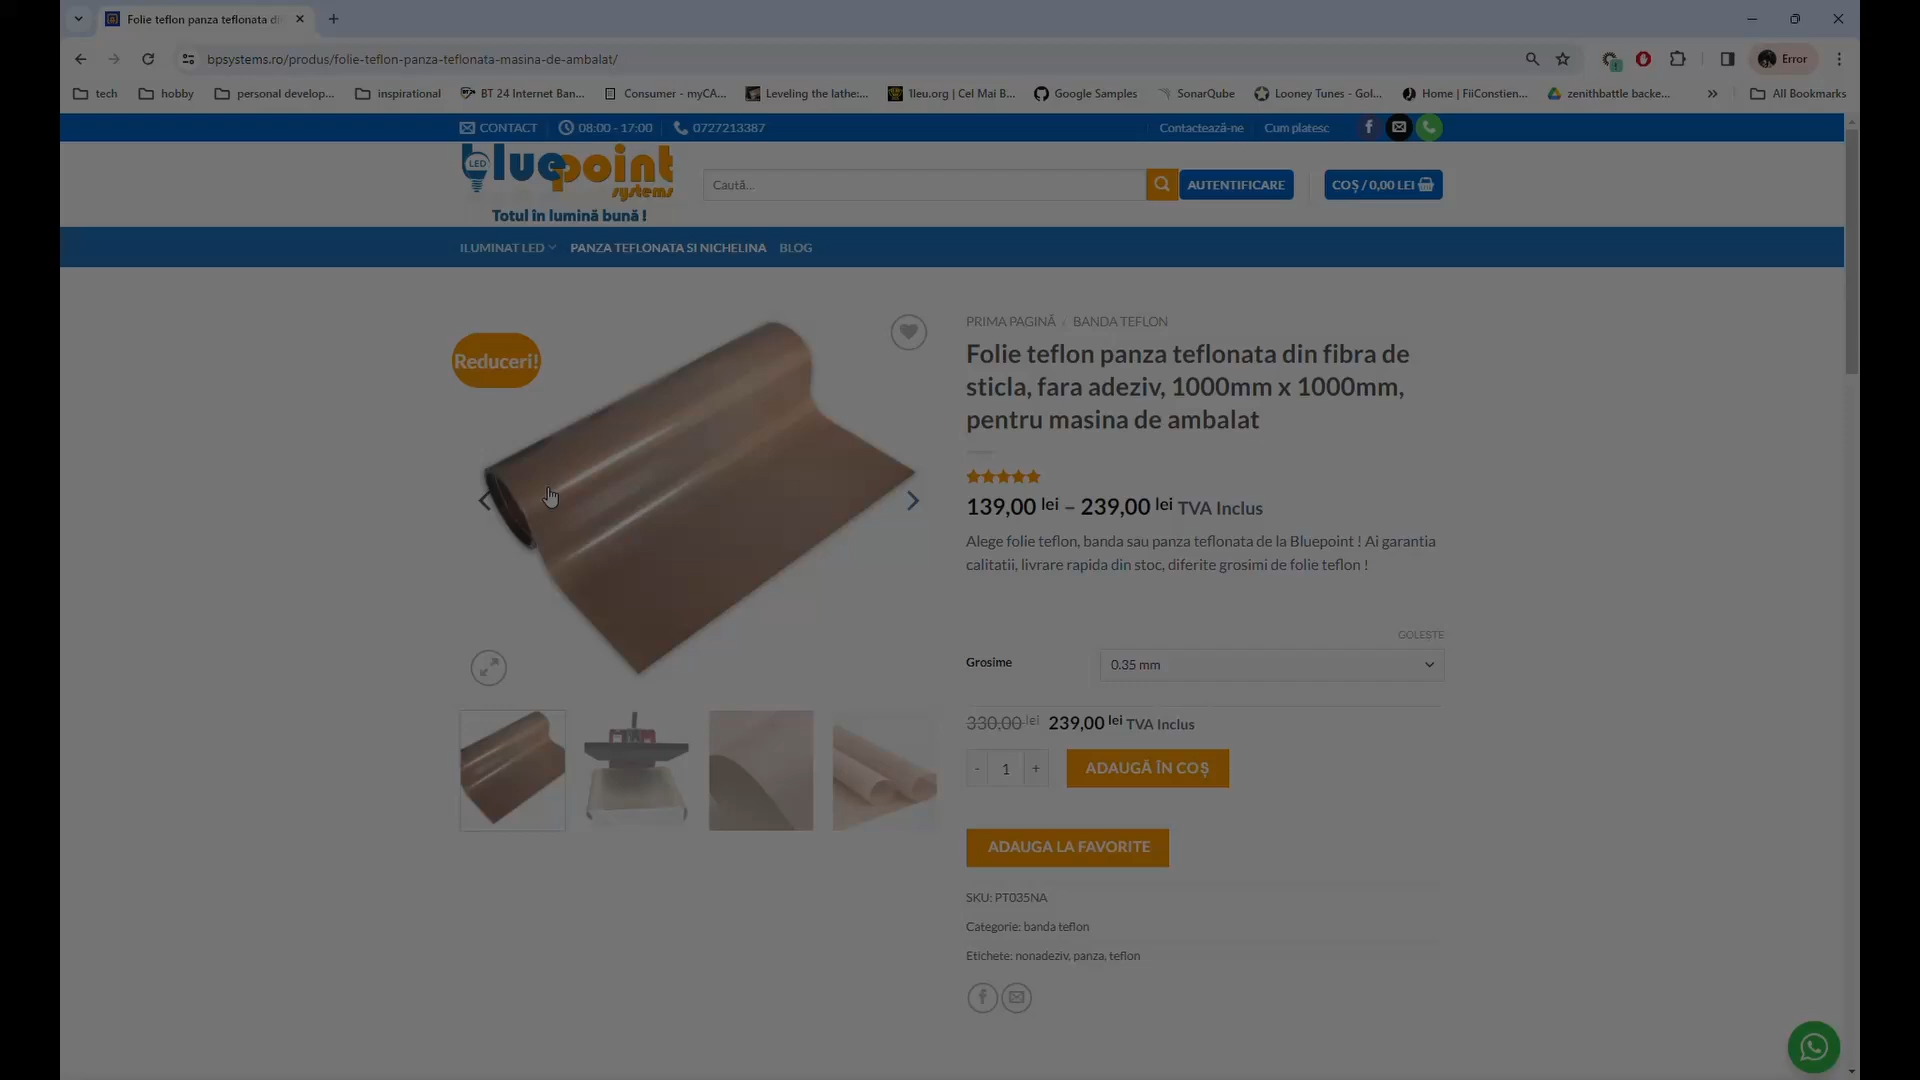 Folie teflon panza teflonata di
bpsystems.ro/produs/folie-teflon-panza-teflonata-masina-de-ambalat/
Error
tech
hobby
personal develop...
inspirational
BT 24 Internet Ban...
Consumer - myCA...
Leveling the lathe:...
1leu.org | Cel Mai B...
Google Samples
SonarQube
Looney Tunes - Gol...
Home | FiiConstien...
zenithbattle backe...
»
All Bookmarks
CONTACT
08:00 - 17:00
0727213387
Contactează-ne
Cum platesc
LED
bluepoint
systems
Totul în lumină bună !
Caută...
AUTENTIFICARE
COȘ / 0,00 LEI
ILUMINAT LED
PANZA TEFLONATA SI NICHELINA
BLOG
Reduceri!
PRIMA PAGINĂ / BANDA TEFLON
Folie teflon panza teflonata din fibra de
sticla, fara adeziv, 1000mm x 1000mm,
pentru masina de ambalat
139,00 lei – 239,00 lei TVA Inclus
Alege folie teflon, banda sau panza teflonata de la Bluepoint ! Ai garantia
calitatii, livrare rapida din stoc, diferite grosimi de folie teflon !
GOLEȘTE
Grosime
0.35 mm
330,00 lei 239,00 lei TVA Inclus
- 1 +
ADAUGĂ ÎN COȘ
ADAUGA LA FAVORITE
SKU: PT035NA
Categorie: banda teflon
Etichete: nonadeziv, panza, teflon